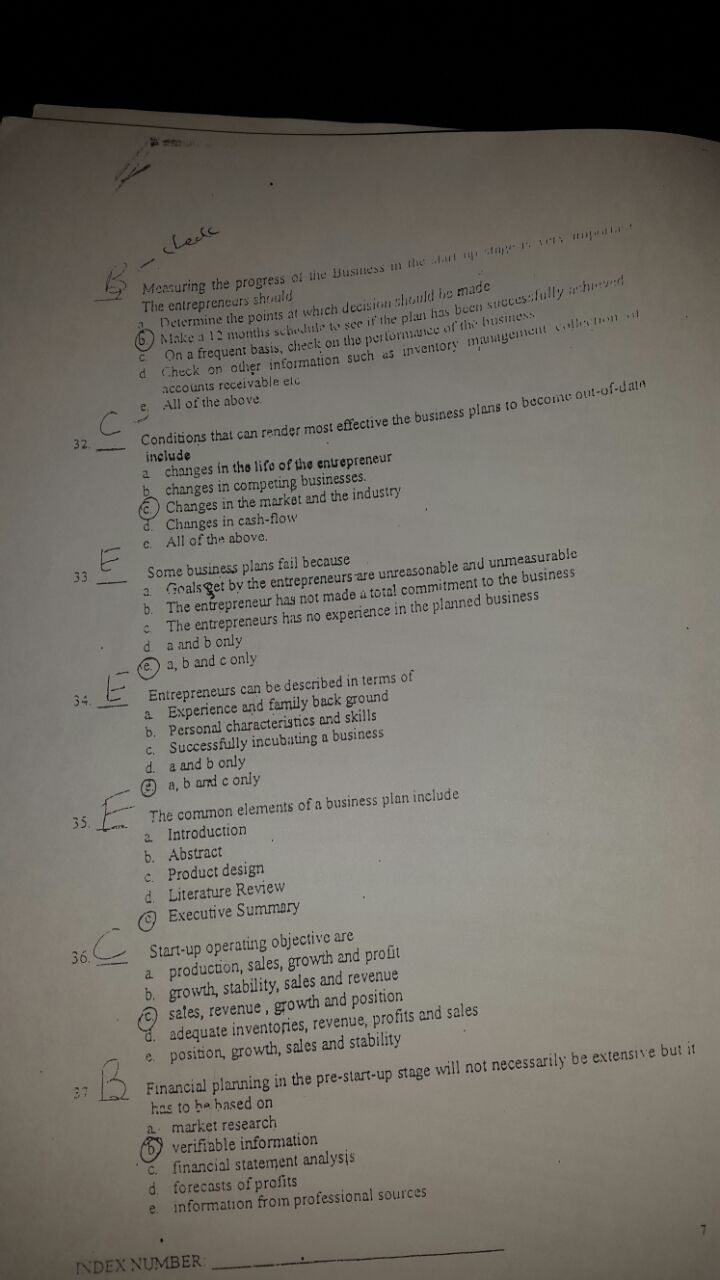 B - check
Measuring the progress of the Business in the start up stage is very important
The entrepreneurs should
a. Determine the points at which decision should be made
b. Make a 12 months schedule to see if the plan has been successfully achieved
c. On a frequent basis, check on the performance of the business
d. Check on other information such as inventory management collection of
accounts receivable etc
e. All of the above.
32. C Conditions that can render most effective the business plans to become out-of-date
include
a. changes in the life of the entrepreneur
b. changes in competing businesses.
c. Changes in the market and the industry
d. Changes in cash-flow
e. All of the above.
33 E Some business plans fail because
a. Goals set by the entrepreneurs are unreasonable and unmeasurable
b. The entrepreneur has not made a total commitment to the business
c. The entrepreneurs has no experience in the planned business
d. a and b only
e. a, b and c only
34. E Entrepreneurs can be described in terms of
a. Experience and family back ground
b. Personal characteristics and skills
c. Successfully incubating a business
d. a and b only
e. a, b and c only
35. E The common elements of a business plan include
a. Introduction
b. Abstract
c. Product design
d. Literature Review
e. Executive Summary
36. C Start-up operating objective are
a. production, sales, growth and profit
b. growth, stability, sales and revenue
c. sales, revenue , growth and position
d. adequate inventories, revenue, profits and sales
e. position, growth, sales and stability
37 B Financial planning in the pre-start-up stage will not necessarily be extensive but it
has to be based on
a. market research
b. verifiable information
c. financial statement analysis
d. forecasts of profits
e. information from professional sources
7
INDEX NUMBER: